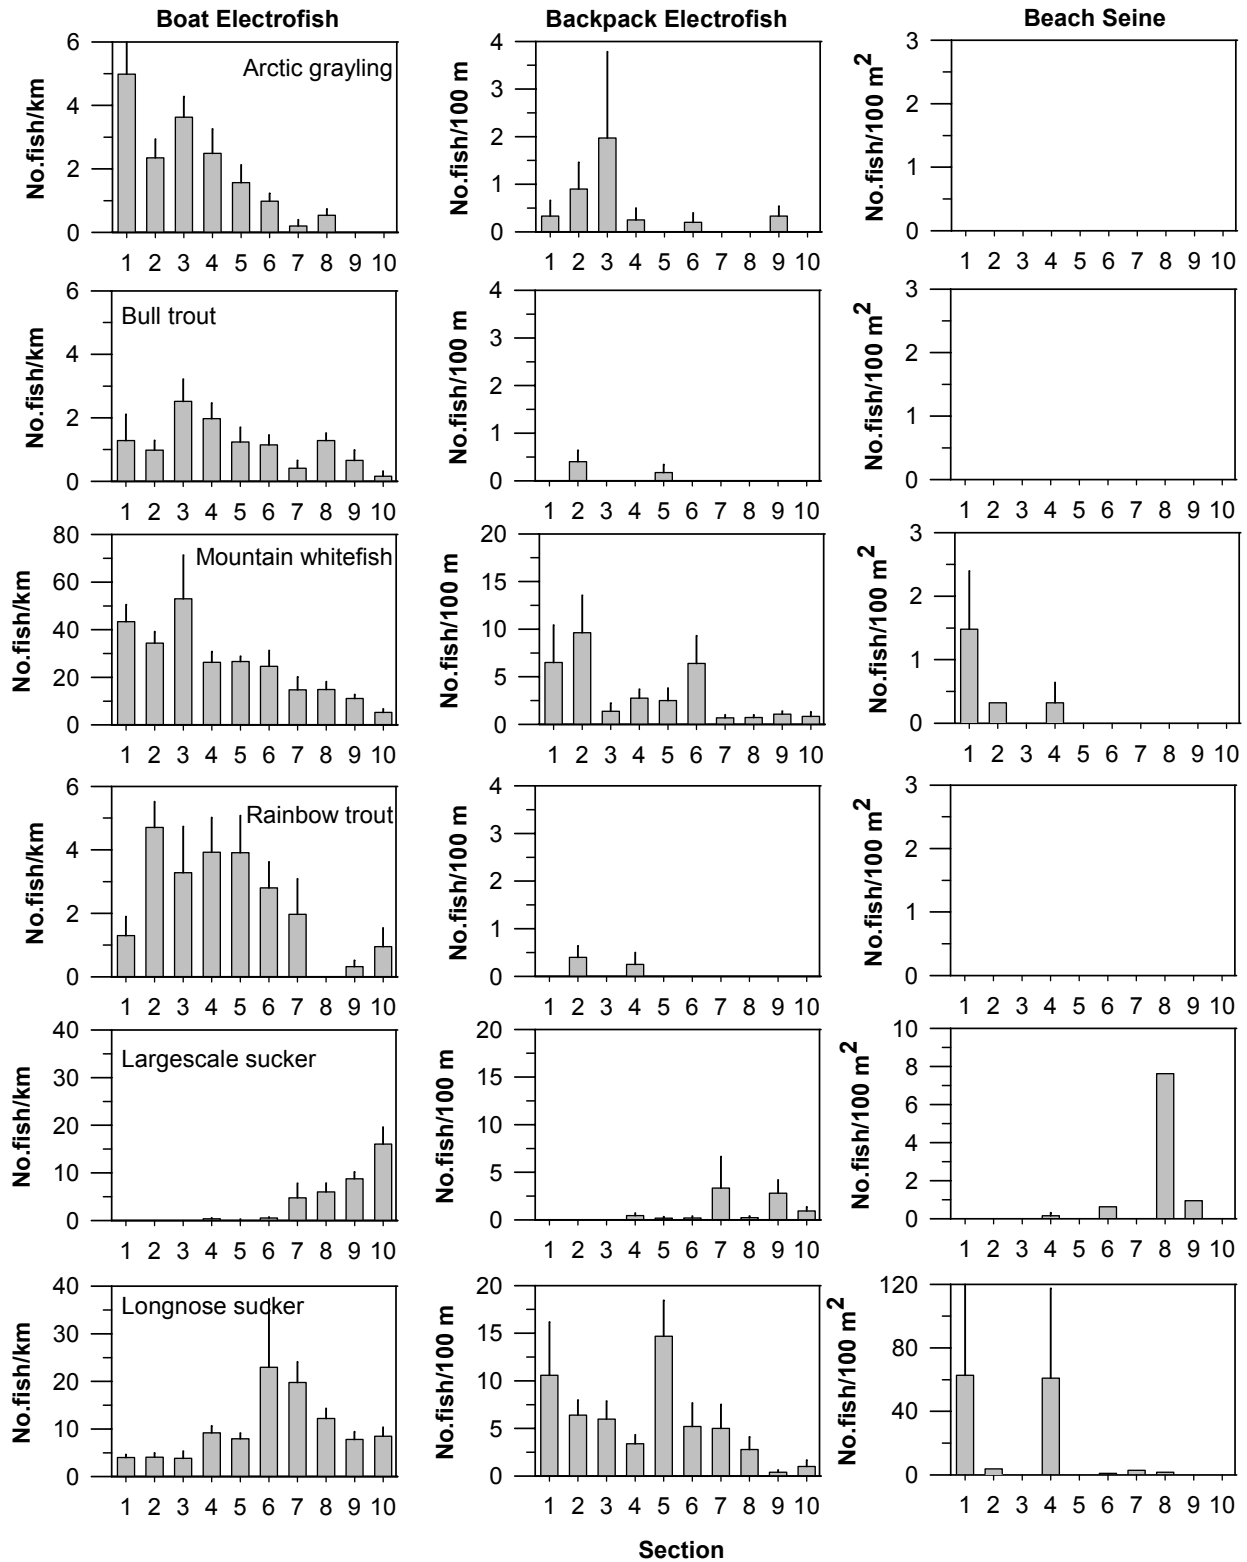 Boat Electrofish Backpack Electrofish Beach Seine
No.fish/km
6
4
2
0
Arctic grayling
1 2 3 4 5 6 7 8 9 10
No.fish/100 m
4
3
2
1
0
1 2 3 4 5 6 7 8 9 10
No.fish/100 m2
3
2
1
0
1 2 3 4 5 6 7 8 9 10
No.fish/km
6
4
2
0
Bull trout
1 2 3 4 5 6 7 8 9 10
No.fish/100 m
4
3
2
1
0
1 2 3 4 5 6 7 8 9 10
No.fish/100 m2
3
2
1
0
1 2 3 4 5 6 7 8 9 10
No.fish/km
80
60
40
20
0
Mountain whitefish
1 2 3 4 5 6 7 8 9 10
No.fish/100 m
20
15
10
5
0
1 2 3 4 5 6 7 8 9 10
No.fish/100 m2
3
2
1
0
1 2 3 4 5 6 7 8 9 10
No.fish/km
6
4
2
0
Rainbow trout
1 2 3 4 5 6 7 8 9 10
No.fish/100 m
4
3
2
1
0
1 2 3 4 5 6 7 8 9 10
No.fish/100 m2
3
2
1
0
1 2 3 4 5 6 7 8 9 10
No.fish/km
40
30
20
10
0
Largescale sucker
1 2 3 4 5 6 7 8 9 10
No.fish/100 m
20
15
10
5
0
1 2 3 4 5 6 7 8 9 10
No.fish/100 m2
10
8
6
4
2
0
1 2 3 4 5 6 7 8 9 10
No.fish/km
40
30
20
10
0
Longnose sucker
1 2 3 4 5 6 7 8 9 10
No.fish/100 m
20
15
10
5
0
1 2 3 4 5 6 7 8 9 10
No.fish/100 m2
120
80
40
0
1 2 3 4 5 6 7 8 9 10
Section